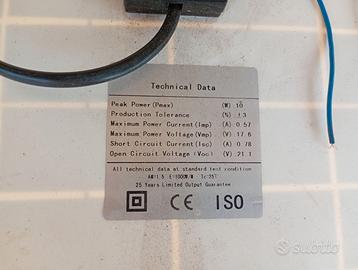 Technical Data
Peak Power(Pmax) (W): 10
Production Tolerance (%): ±3
Maximum Power Current(Imp) (A): 0.57
Maximum Power Voltage(Vmp) (V): 17.6
Short Circuit Current(Isc) (A): 0.78
Open Circuit Voltage(Voc) (V): 21.1
All technical data at standard test condition
AM=1.5 E=1000W/M Tc=25℃
25 Years Limited Output Guarantee
CE ISO
subito